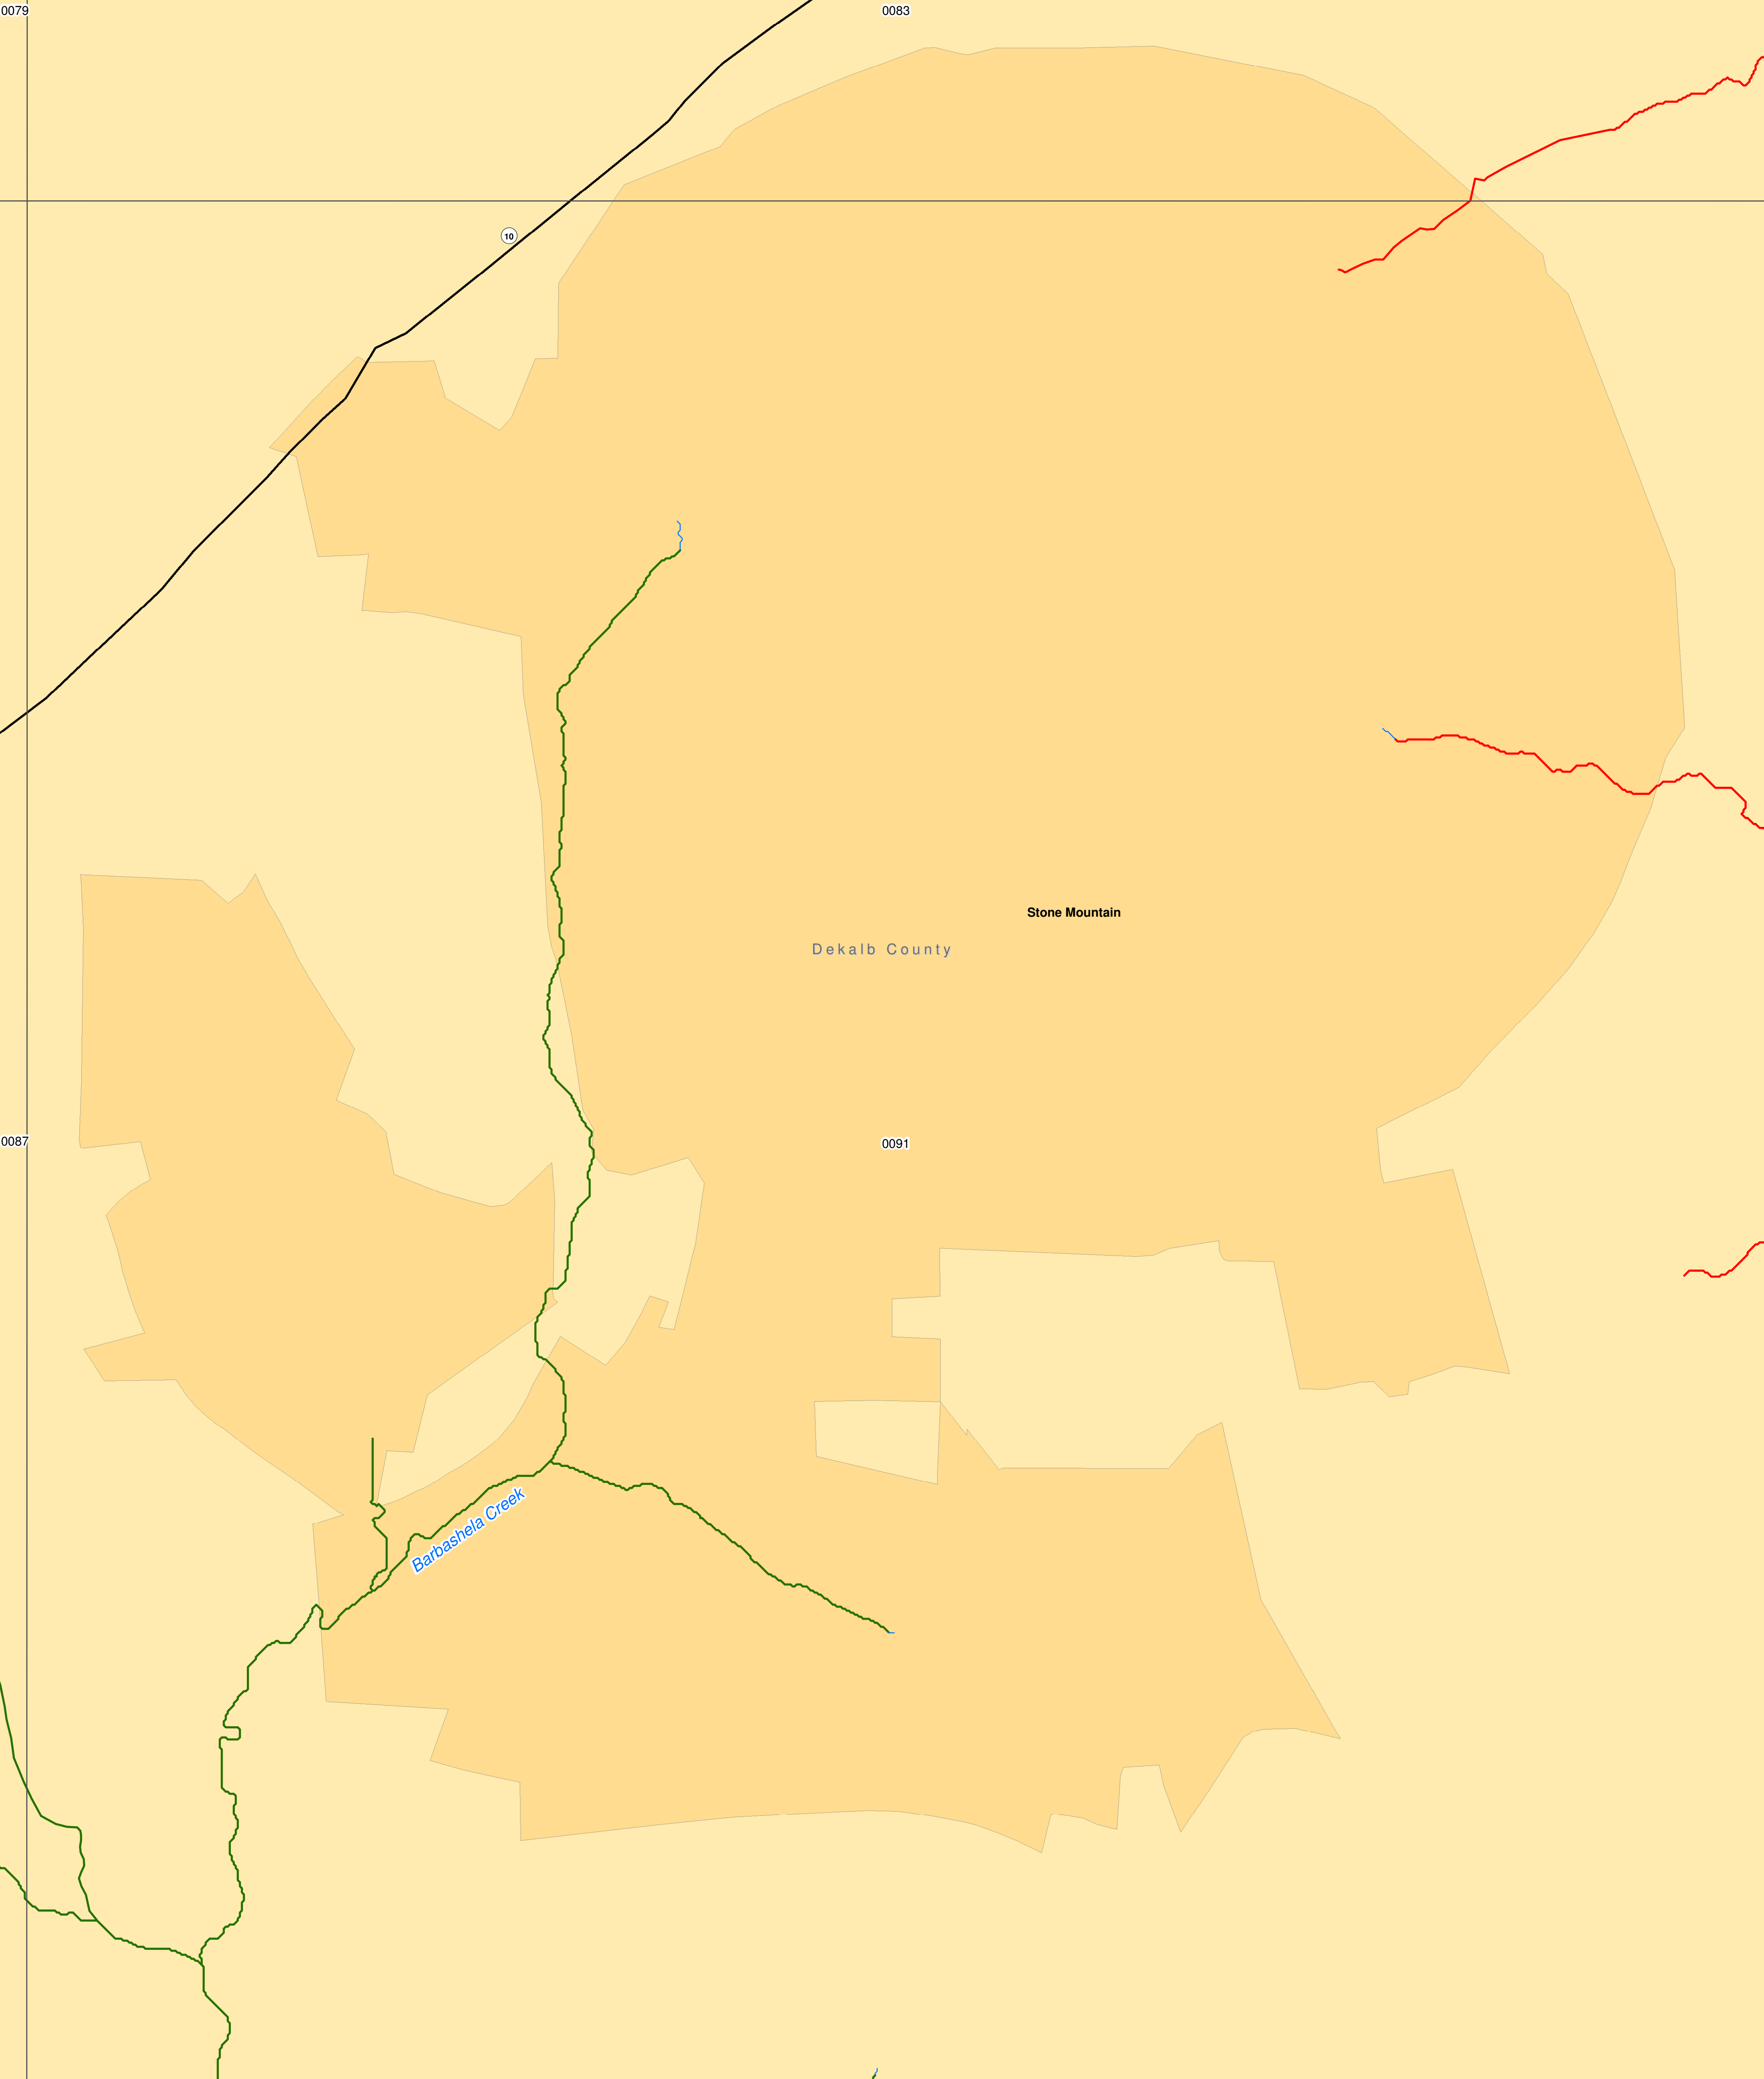 0079
0083
10
Stone Mountain
Dekalb County
0087
0091
Barbashela Creek